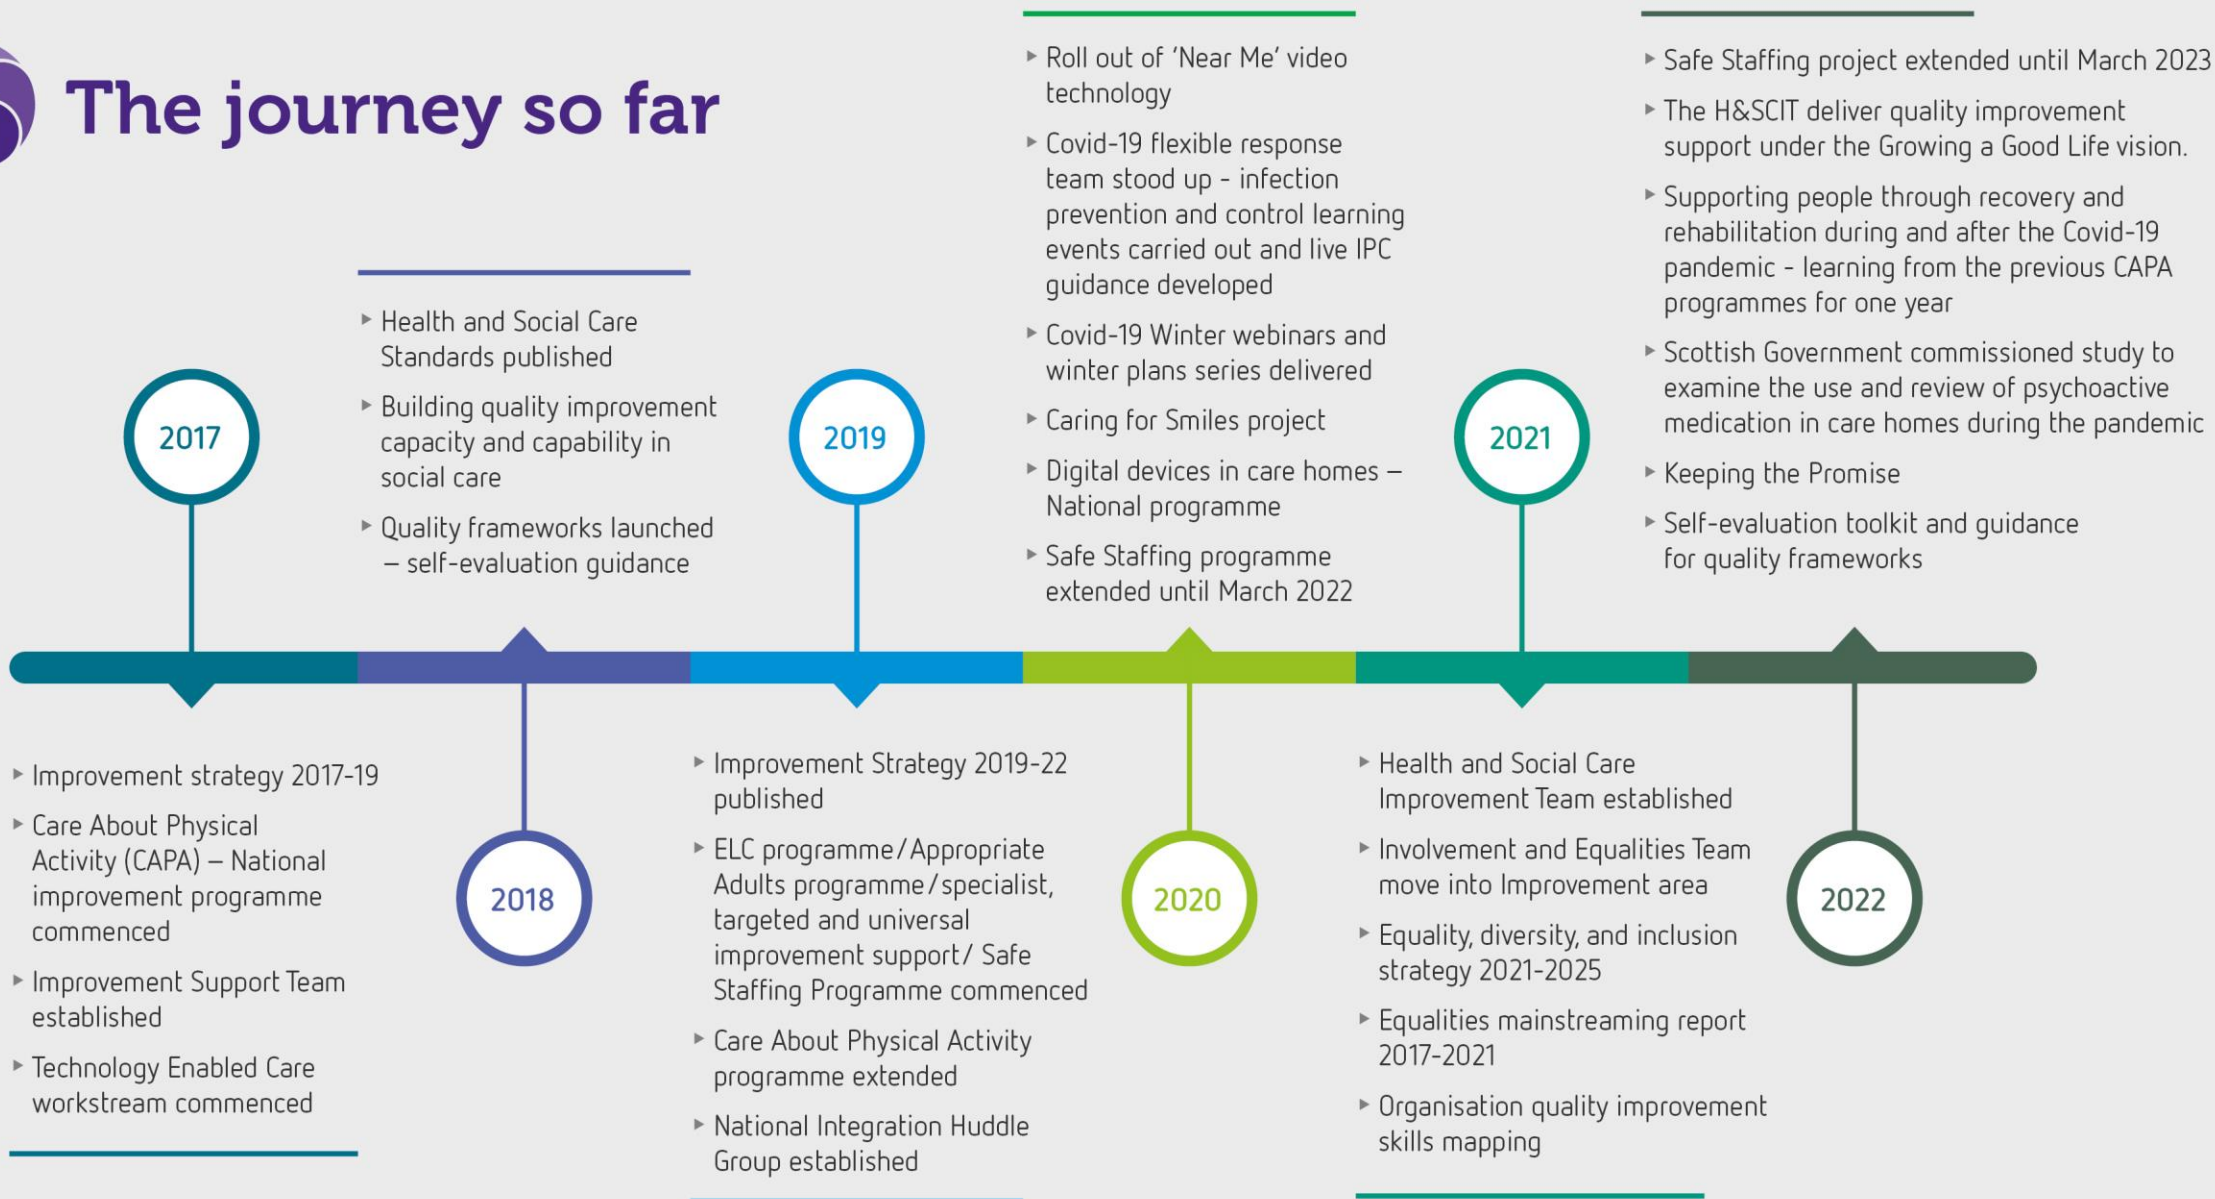 The journey so far
2017
▸ Improvement strategy 2017-19
▸ Care About Physical
Activity (CAPA) – National
improvement programme
commenced
▸ Improvement Support Team
established
▸ Technology Enabled Care
workstream commenced
▸ Health and Social Care
Standards published
▸ Building quality improvement
capacity and capability in
social care
▸ Quality frameworks launched
– self-evaluation guidance
2018
2019
▸ Improvement Strategy 2019-22
published
▸ ELC programme/Appropriate
Adults programme/specialist,
targeted and universal
improvement support/ Safe
Staffing Programme commenced
▸ Care About Physical Activity
programme extended
▸ National Integration Huddle
Group established
▸ Roll out of ‘Near Me’ video
technology
▸ Covid-19 flexible response
team stood up - infection
prevention and control learning
events carried out and live IPC
guidance developed
▸ Covid-19 Winter webinars and
winter plans series delivered
▸ Caring for Smiles project
▸ Digital devices in care homes –
National programme
▸ Safe Staffing programme
extended until March 2022
2020
2021
▸ Health and Social Care
Improvement Team established
▸ Involvement and Equalities Team
move into Improvement area
▸ Equality, diversity, and inclusion
strategy 2021-2025
▸ Equalities mainstreaming report
2017-2021
▸ Organisation quality improvement
skills mapping
▸ Safe Staffing project extended until March 2023
▸ The H&SCIT deliver quality improvement
support under the Growing a Good Life vision.
▸ Supporting people through recovery and
rehabilitation during and after the Covid-19
pandemic - learning from the previous CAPA
programmes for one year
▸ Scottish Government commissioned study to
examine the use and review of psychoactive
medication in care homes during the pandemic
▸ Keeping the Promise
▸ Self-evaluation toolkit and guidance
for quality frameworks
2022